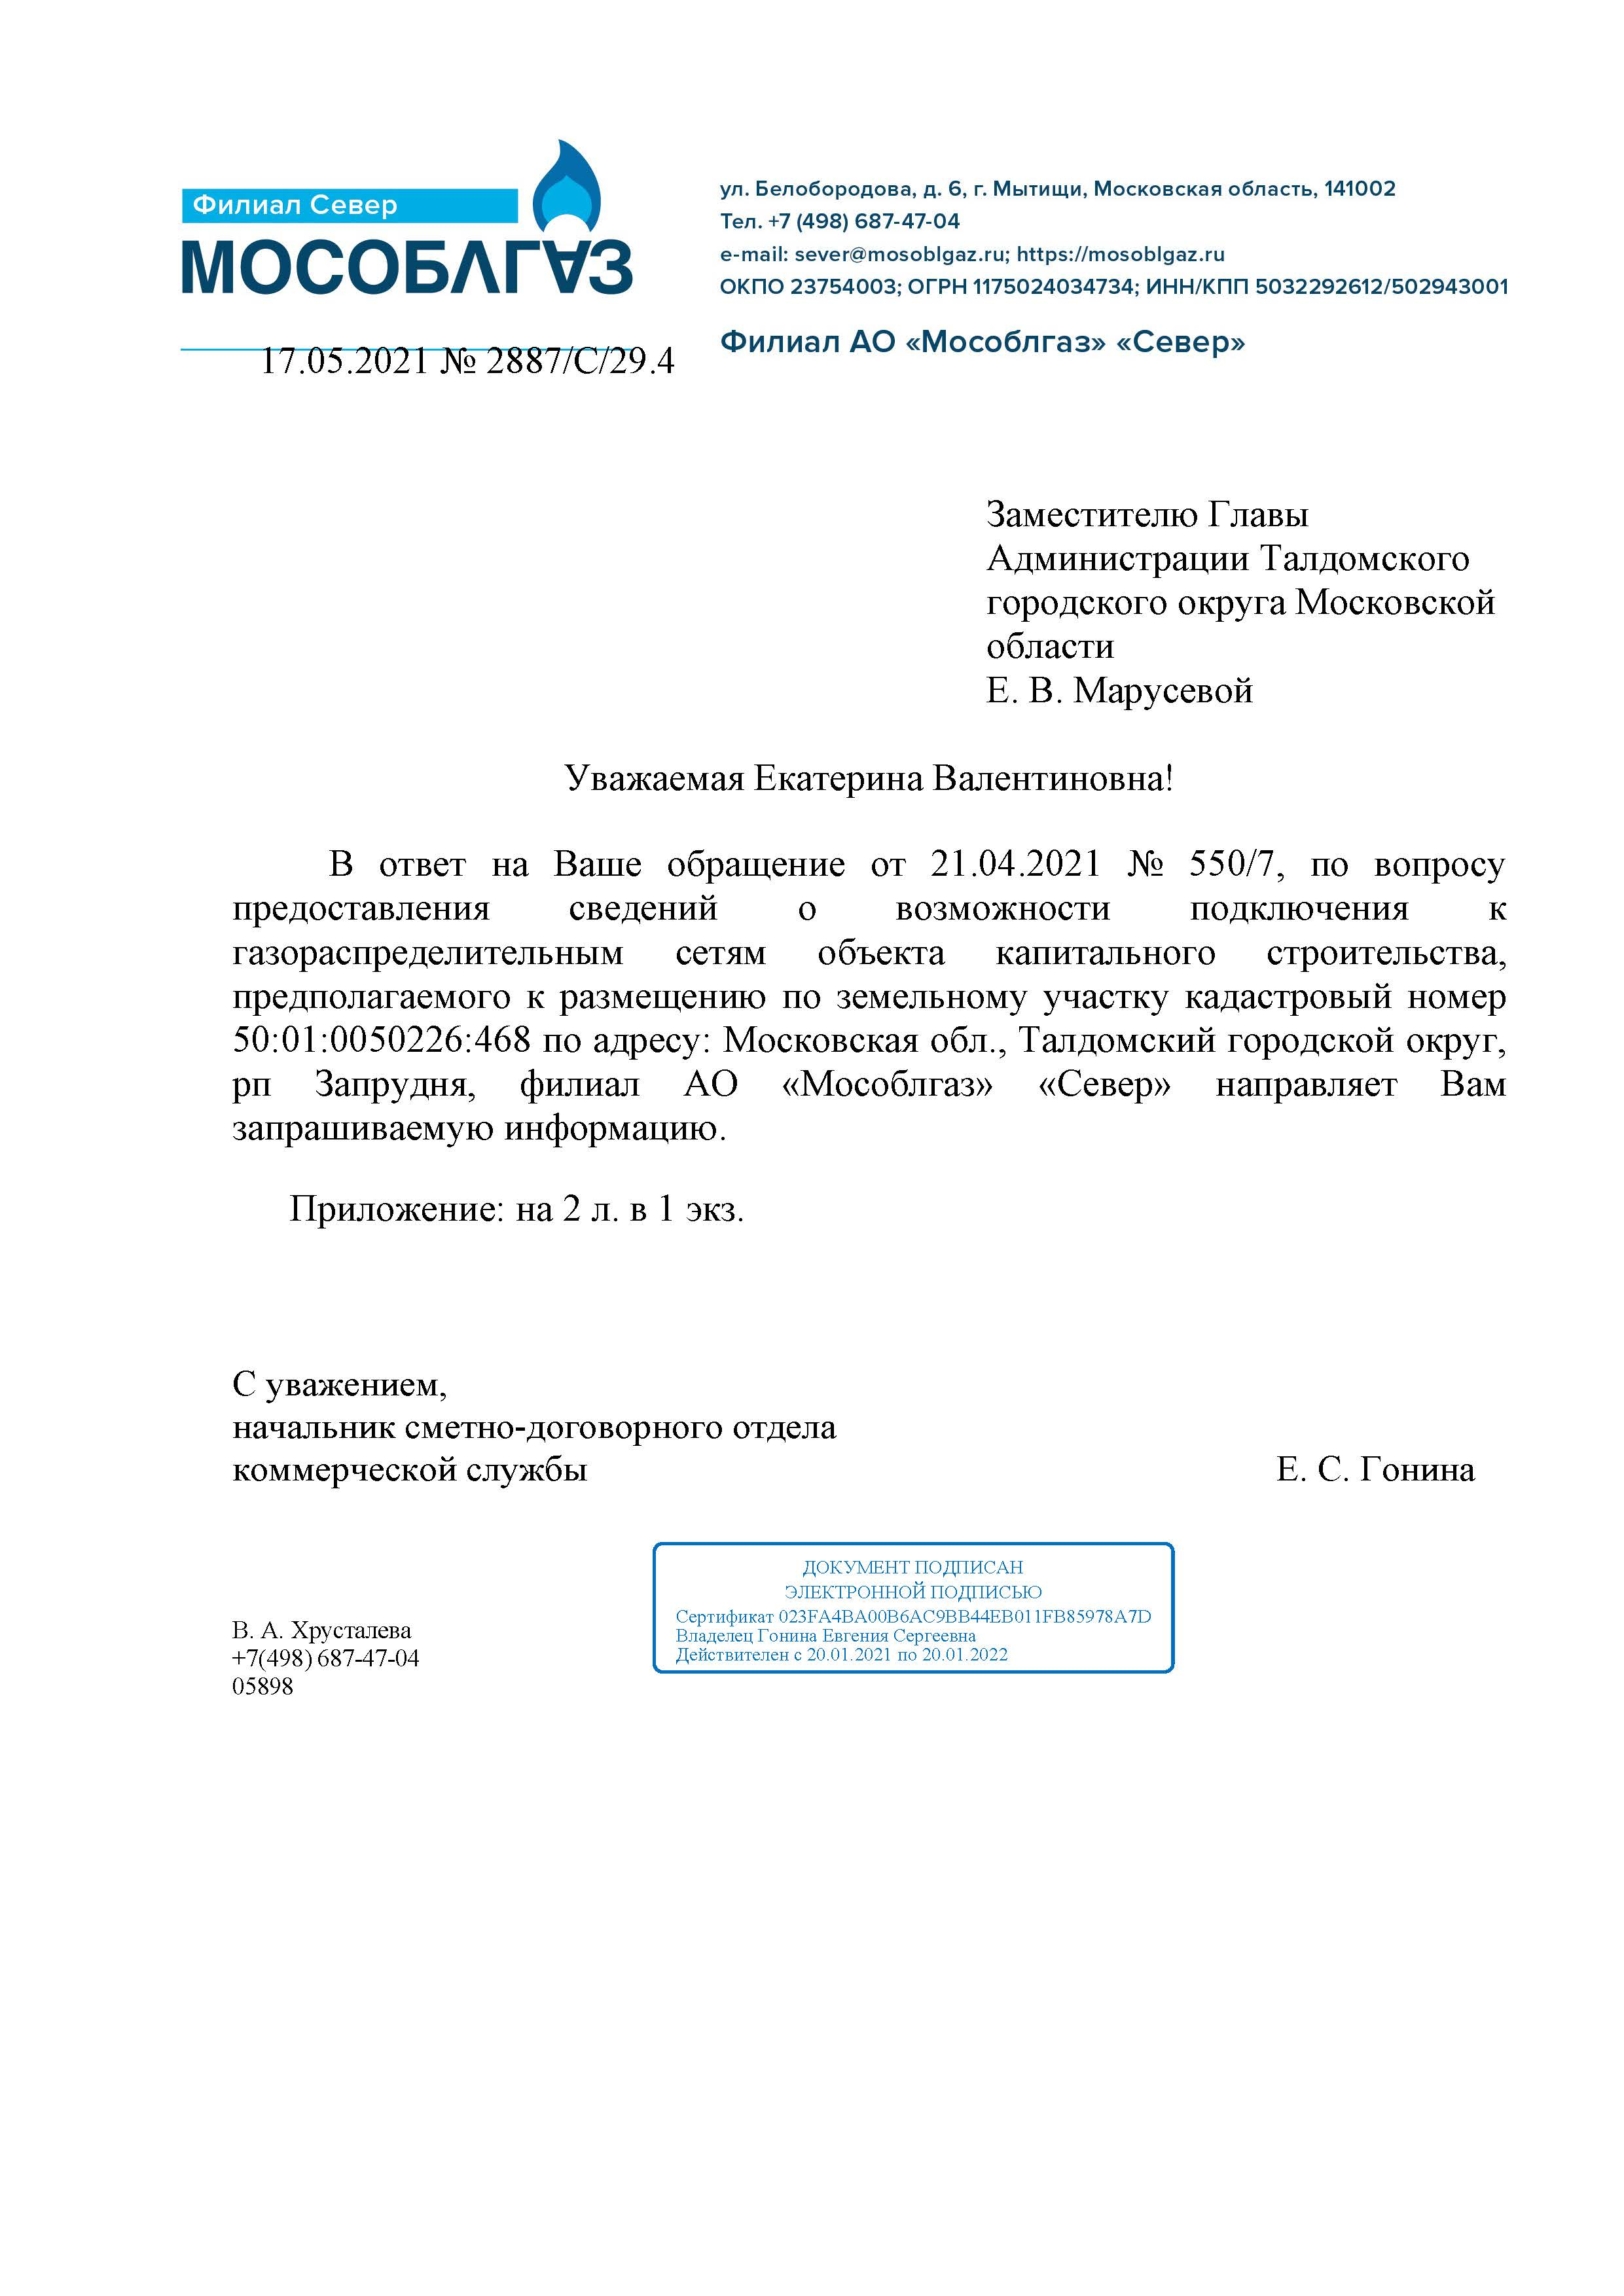 Филиал Север
МОСОБЛГАЗ
ул. Белобородова, д. 6, г. Мытищи, Московская область, 141002
Тел. +7 (498) 687-47-04
e-mail: sever@mosoblgaz.ru; https://mosoblgaz.ru
ОКПО 23754003; ОГРН 1175024034734; ИНН/КПП 5032292612/502943001
Филиал АО «Мособлгаз» «Север»
17.05.2021 № 2887/С/29.4
Заместителю Главы
Администрации Талдомского
городского округа Московской
области
Е. В. Марусевой
Уважаемая Екатерина Валентиновна!
В ответ на Ваше обращение от 21.04.2021 № 550/7, по вопросу
предоставления сведений о возможности подключения к
газораспределительным сетям объекта капитального строительства,
предполагаемого к размещению по земельному участку кадастровый номер
50:01:0050226:468 по адресу: Московская обл., Талдомский городской округ,
рп Запрудня, филиал АО «Мособлгаз» «Север» направляет Вам
запрашиваемую информацию.
Приложение: на 2 л. в 1 экз.
С уважением,
начальник сметно-договорного отдела
коммерческой службы Е. С. Гонина
ДОКУМЕНТ ПОДПИСАН
ЭЛЕКТРОННОЙ ПОДПИСЬЮ
Сертификат 023FA4BA00B6AC9BB44EB011FB85978A7D
Владелец Гонина Евгения Сергеевна
Действителен с 20.01.2021 по 20.01.2022
В. А. Хрусталева
+7(498) 687-47-04
05898